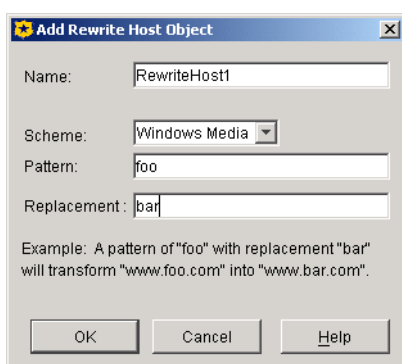 Add Rewrite Host Object
Name: RewriteHost1
Scheme: Windows Media
Pattern: foo
Replacement : bar
Example: A pattern of "foo" with replacement "bar"
will transform "www.foo.com" into "www.bar.com".
OK Cancel Help